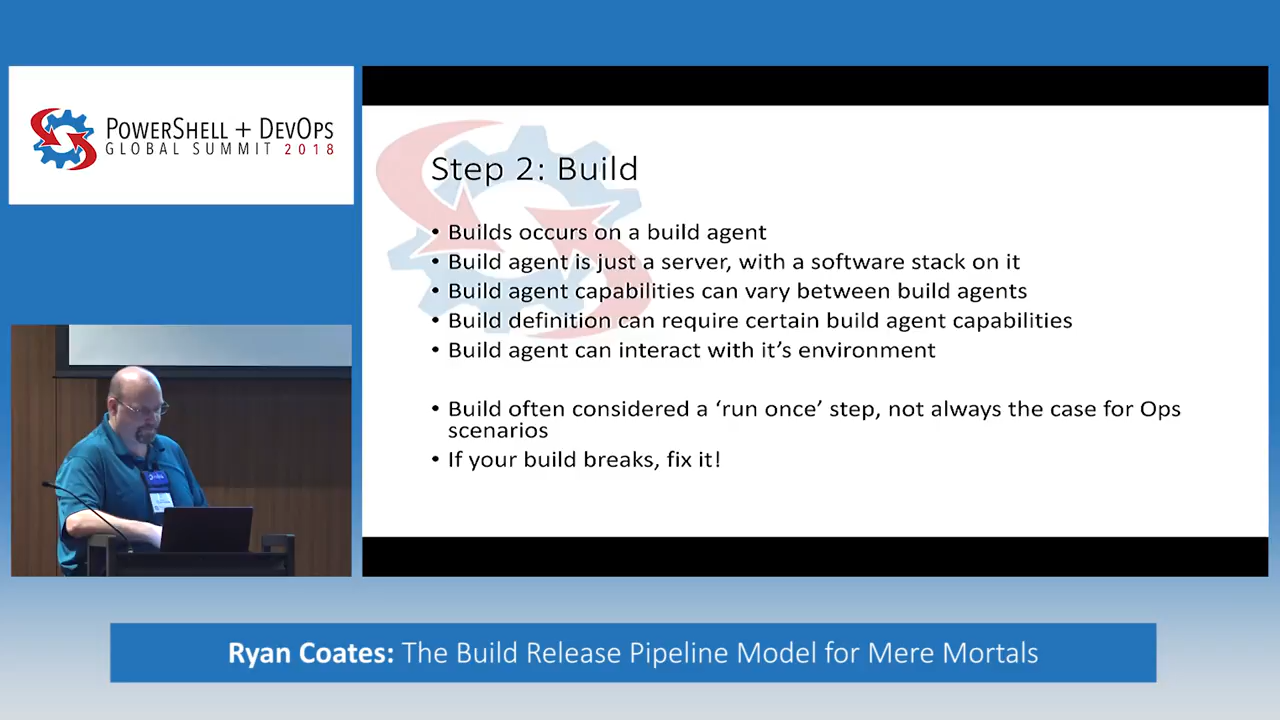 POWERSHELL + DEVOPS
GLOBAL SUMMIT 2018
Step 2: Build
• Builds occurs on a build agent
• Build agent is just a server, with a software stack on it
• Build agent capabilities can vary between build agents
• Build definition can require certain build agent capabilities
• Build agent can interact with it’s environment
• Build often considered a ‘run once’ step, not always the case for Ops
scenarios
• If your build breaks, fix it!
Ryan Coates: The Build Release Pipeline Model for Mere Mortals